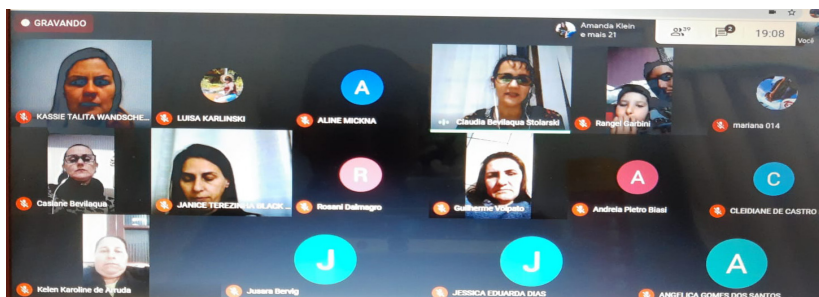 GRAVANDO
Amanda Klein
e mais 21
39
2
19:08
Você
KASSIE TALITA WANDSCHE...
LUISA KARLINSKI
A
ALINE MICKNA
Claudia Bevilaqua Stolarski
Rangel Garbini
mariana 014
Casiane Bevilaqua
JANICE TEREZINHA BLACK ...
R
Rosani Dalmagro
Guilherme Volpato
A
Andreia Pietro Biasi
C
CLEIDIANE DE CASTRO
Kelen Karoline de Arruda
J
Jusara Bervig
J
JESSICA EDUARDA DIAS
A
ANGELICA GOMES DOS SANTOS